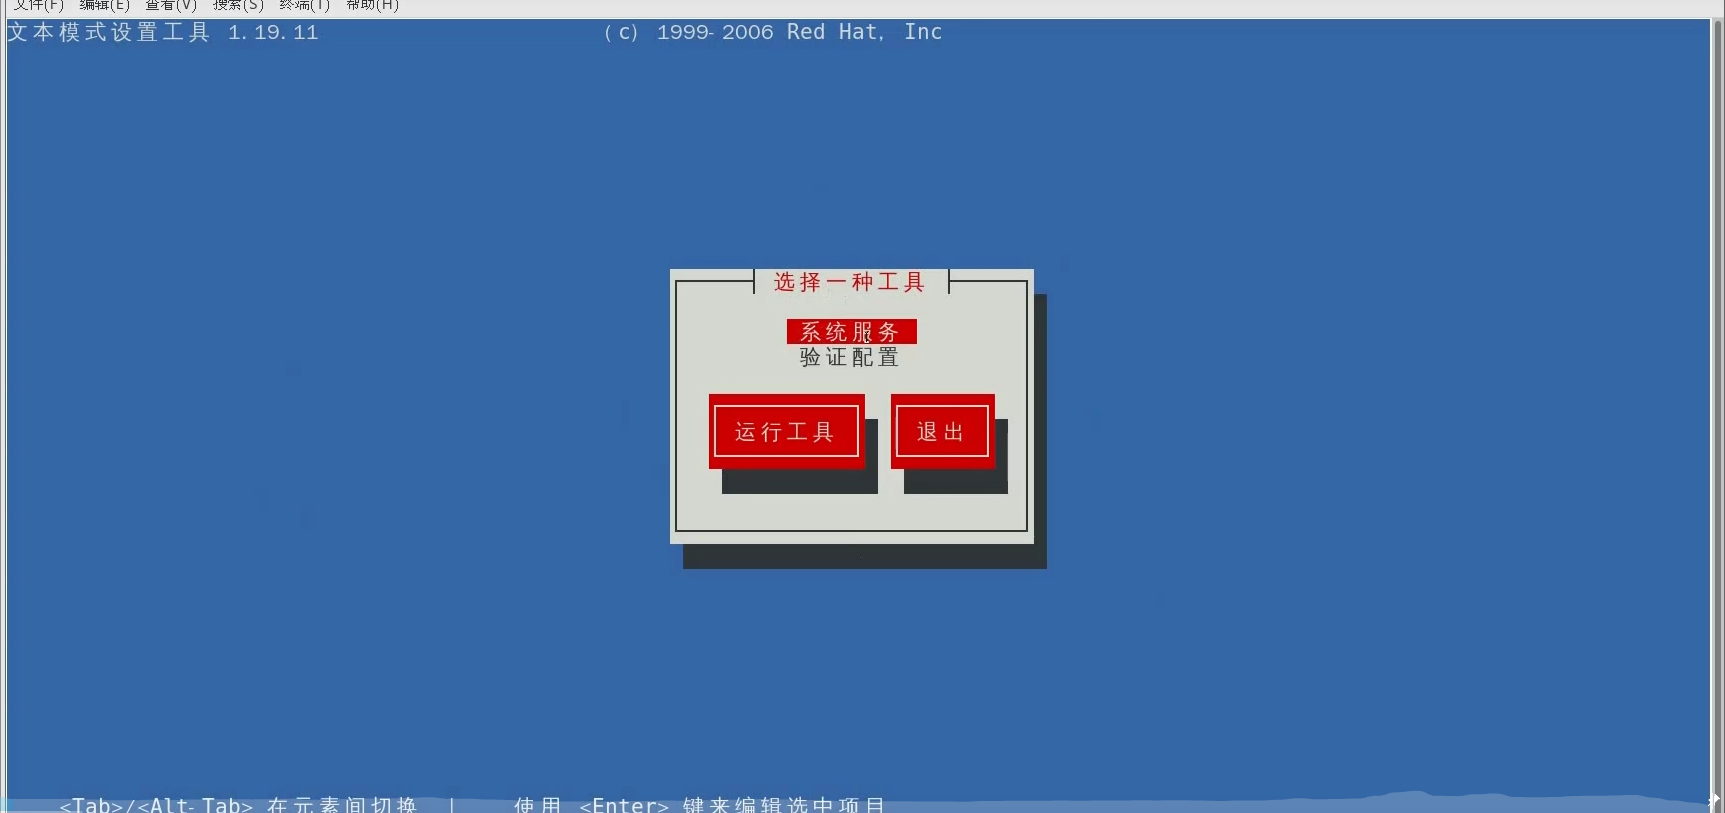 文件(F) 编辑(E) 查看(V) 搜索(S) 终端(T) 帮助(H)
文本模式设置工具 1.19.11 (c) 1999-2006 Red Hat, Inc
选择一种工具
系统服务
验证配置
运行工具 退出
<Tab>/<Alt-Tab> 在元素间切换 | 使用 <Enter> 键来编辑选中项目